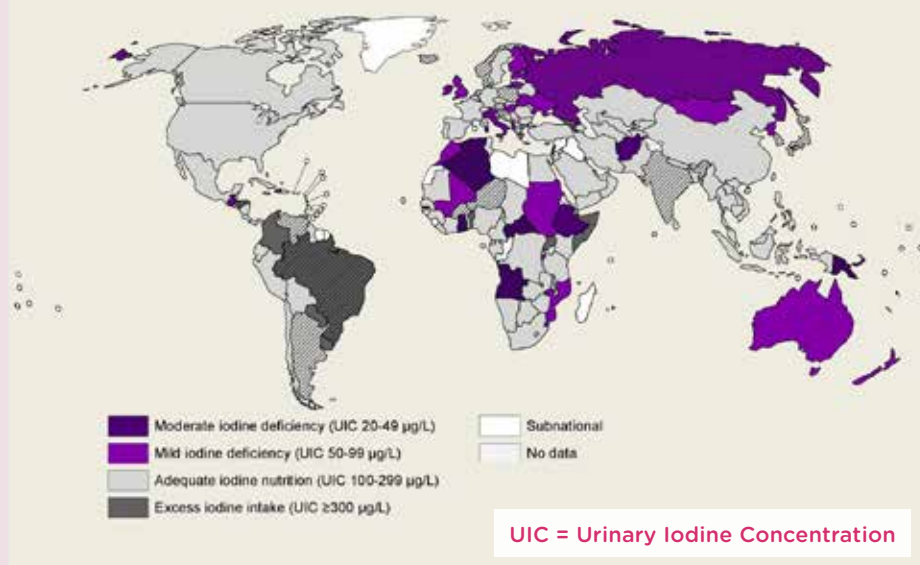 Moderate iodine deficiency (UIC 20-49 µg/L)
Mild iodine deficiency (UIC 50-99 µg/L)
Adequate iodine nutrition (UIC 100-299 µg/L)
Excess iodine intake (UIC ≥300 µg/L)
Subnational
No data
UIC = Urinary Iodine Concentration